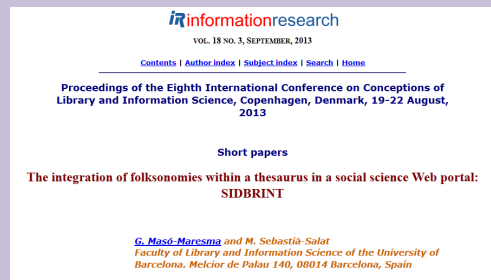 informationresearch
VOL. 18 NO. 3, SEPTEMBER, 2013
Contents | Author index | Subject index | Search | Home
Proceedings of the Eighth International Conference on Conceptions of
Library and Information Science, Copenhagen, Denmark, 19-22 August,
2013
Short papers
The integration of folksonomies within a thesaurus in a social science Web portal:
SIDBRINT
G. Masó-Maresma and M. Sebastià-Salat
Faculty of Library and Information Science of the University of
Barcelona. Melcior de Palau 140, 08014 Barcelona, Spain